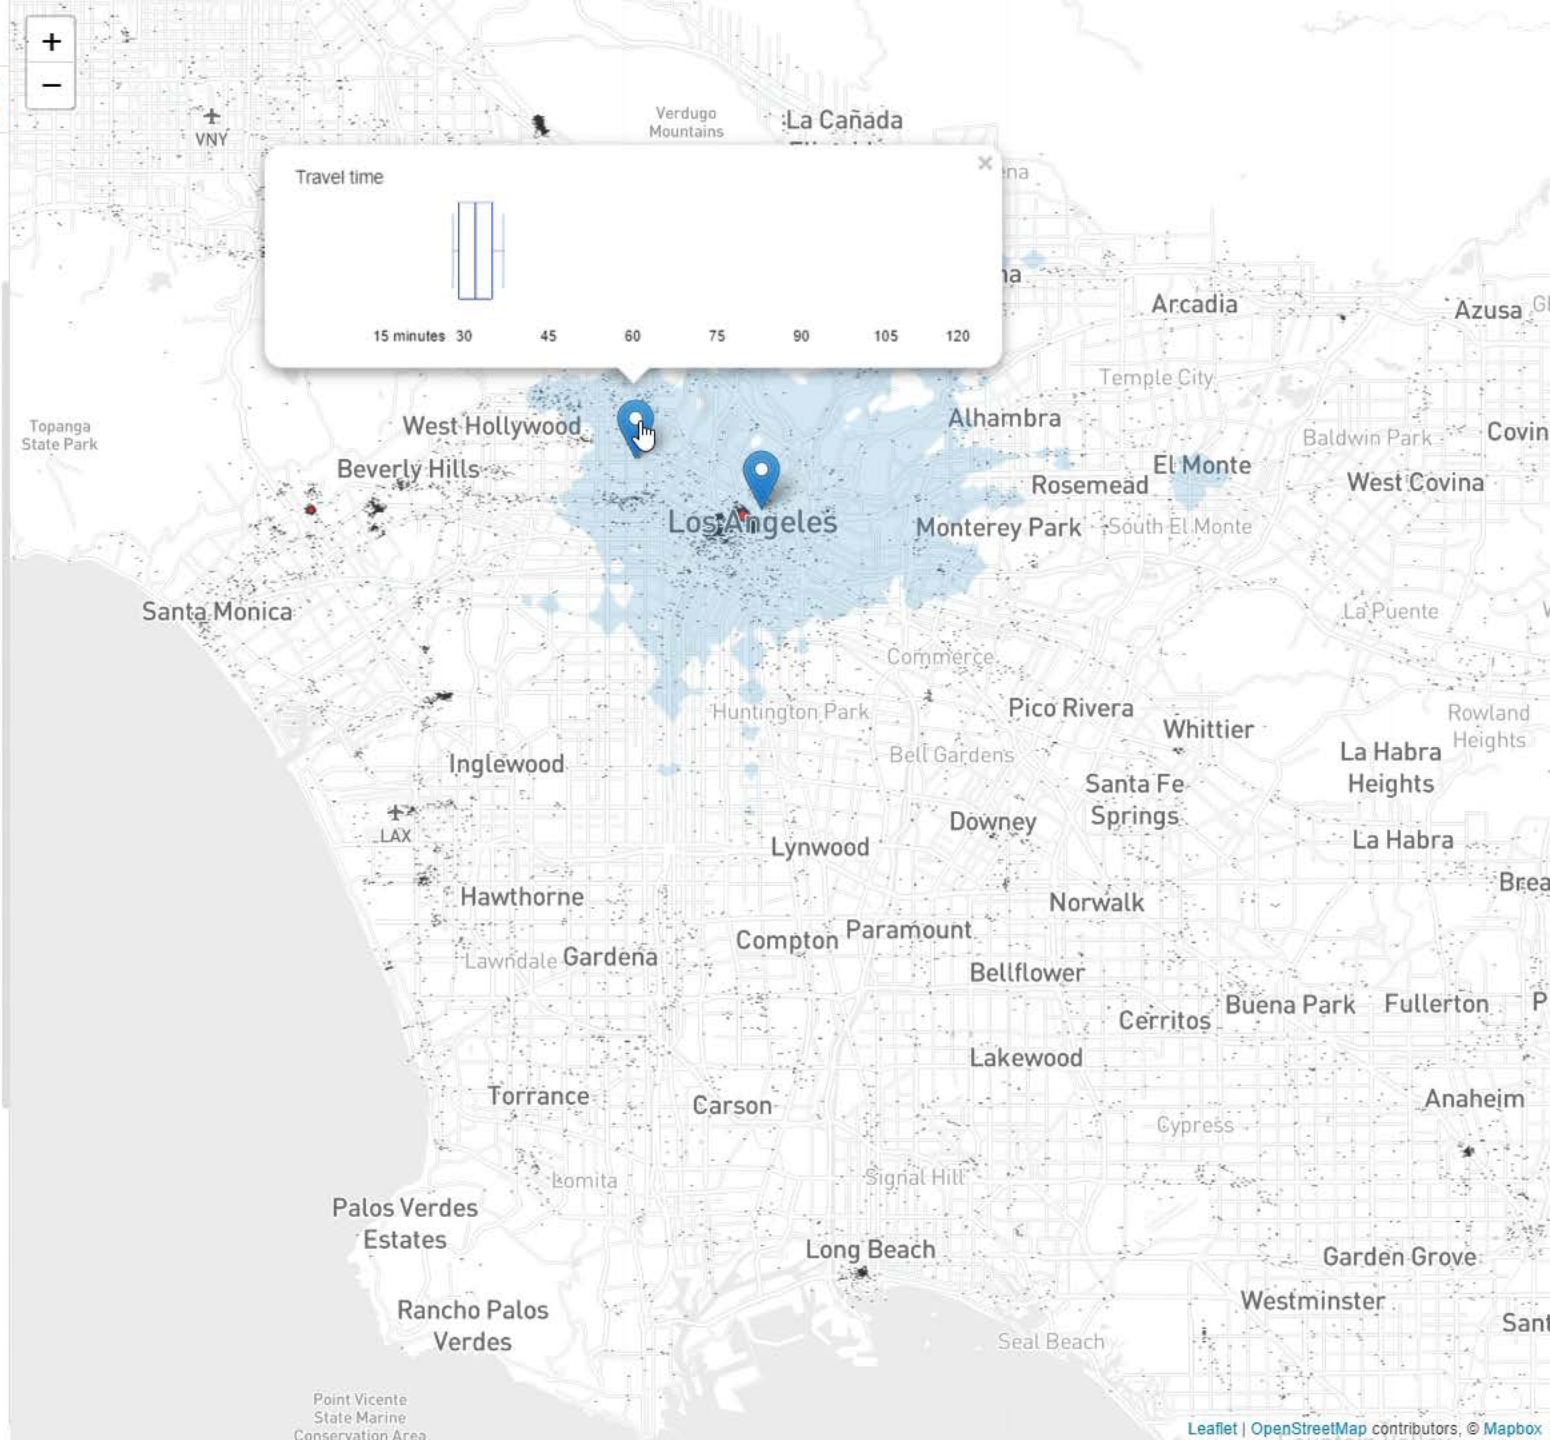 +
−
VNY
Verdugo
Mountains
La Cañada
Travel time
×
15 minutes 30 45 60 75 90 105 120
Arcadia
Azusa
Temple City
Topanga
State Park
West Hollywood
Alhambra
Baldwin Park
Covin
Beverly Hills
El Monte
Rosemead
West Covina
Los Angeles
Monterey Park
South El Monte
Santa Monica
La Puente
Commerce
Huntington Park
Pico Rivera
Whittier
Rowland
Heights
Inglewood
Bell Gardens
La Habra
Heights
Santa Fe
Springs
LAX
Downey
Lynwood
La Habra
Brea
Hawthorne
Norwalk
Compton
Paramount
Lawndale
Gardena
Bellflower
Buena Park
Fullerton
P
Cerritos
Lakewood
Torrance
Carson
Anaheim
Cypress
Lomita
Signal Hill
Palos Verdes
Estates
Long Beach
Garden Grove
Westminster
Rancho Palos
Verdes
Sant
Seal Beach
Point Vicente
State Marine
Conservation Area
Leaflet | OpenStreetMap contributors, © Mapbox